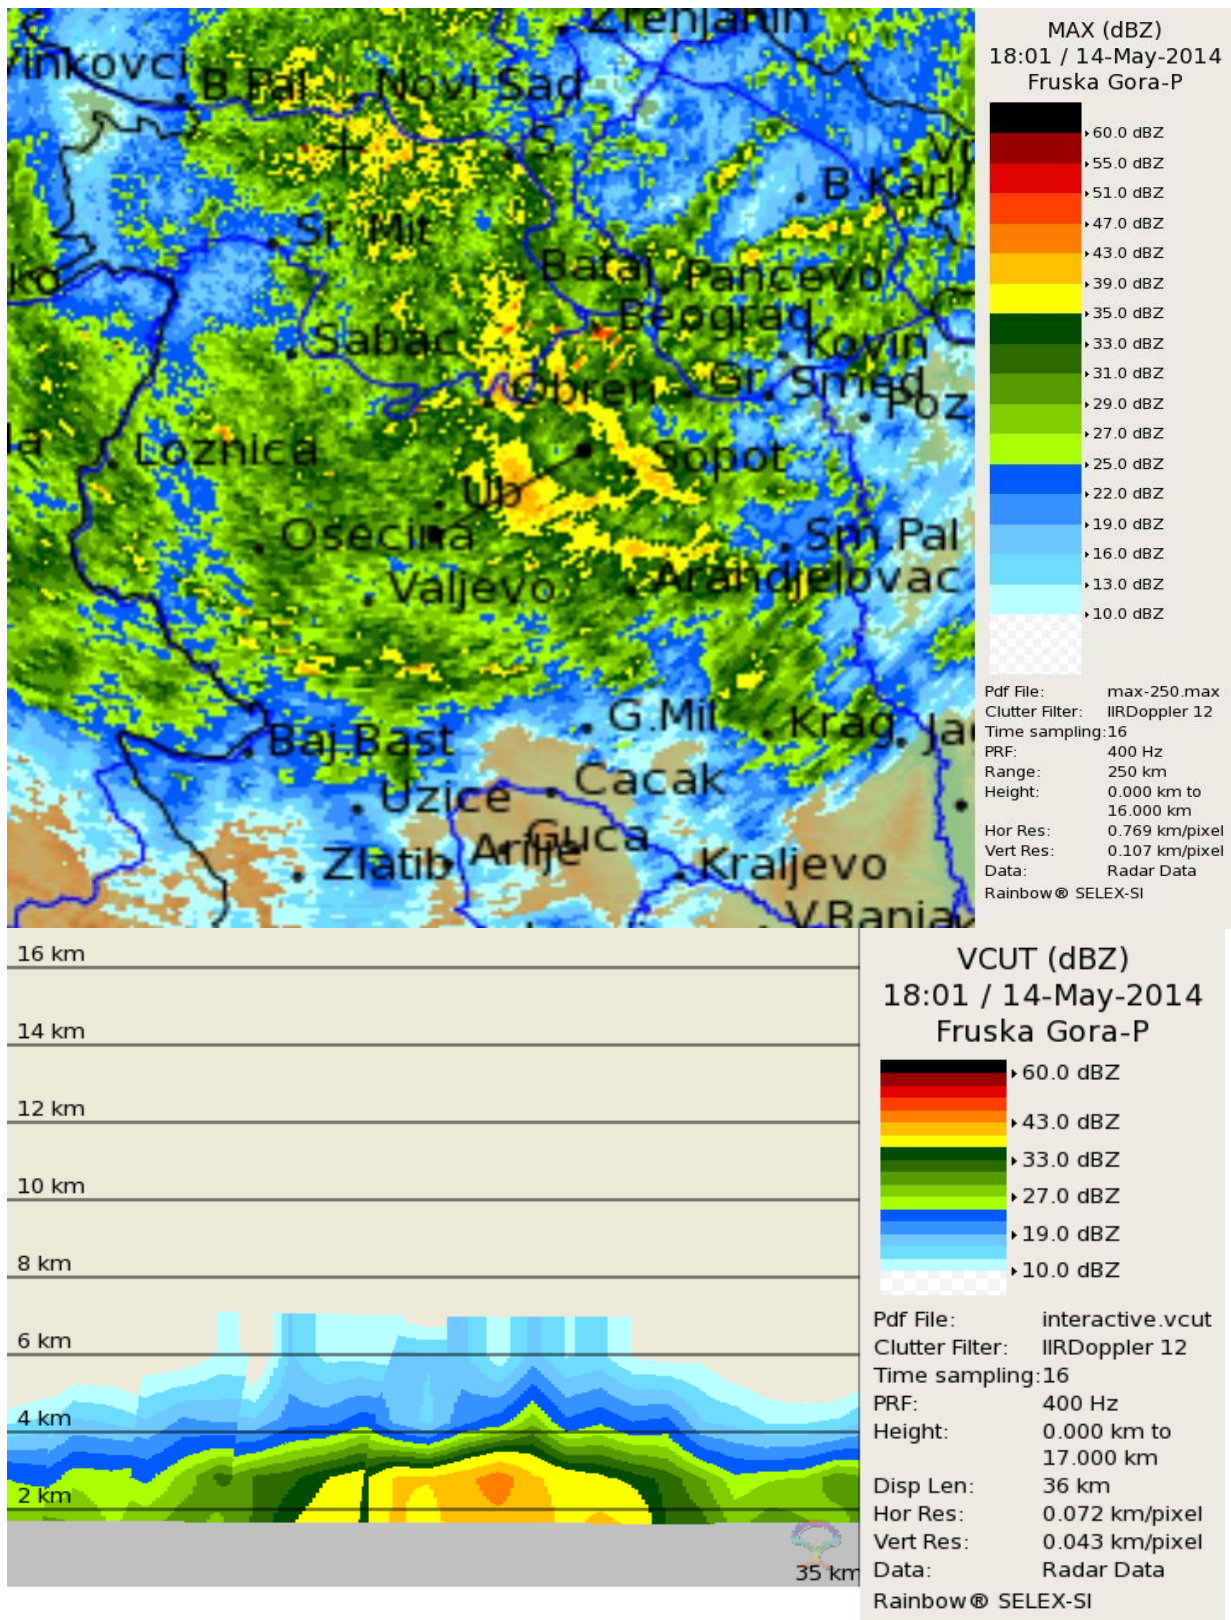 Zrenjanin
Vinkovci
B.Pal
Novi Sad
MAX (dBZ)
18:01 / 14-May-2014
Fruska Gora-P
60.0 dBZ
55.0 dBZ
51.0 dBZ
47.0 dBZ
43.0 dBZ
39.0 dBZ
35.0 dBZ
33.0 dBZ
31.0 dBZ
29.0 dBZ
27.0 dBZ
25.0 dBZ
22.0 dBZ
19.0 dBZ
16.0 dBZ
13.0 dBZ
10.0 dBZ
S
B.Karl
Sr. Mit
ko
Bataj
Pancevo
Beograd
Sabac
Kovin
Obren
Gr.
Smed
Poz
la
Loznica
Sopot
Ub
Osecina
Sm.Pal
Valjevo
Arandjelovac
G.Mil
Krag
Ja
Baj.Bast
Cacak
Uzice
Guca
Zlatib
Arilje
Kraljevo
V.Banja
Pdf File: max-250.max
Clutter Filter: IIRDoppler 12
Time sampling:16
PRF: 400 Hz
Range: 250 km
Height: 0.000 km to
16.000 km
Hor Res: 0.769 km/pixel
Vert Res: 0.107 km/pixel
Data: Radar Data
Rainbow® SELEX-SI
16 km
14 km
12 km
10 km
8 km
6 km
4 km
2 km
35 km
VCUT (dBZ)
18:01 / 14-May-2014
Fruska Gora-P
60.0 dBZ
43.0 dBZ
33.0 dBZ
27.0 dBZ
19.0 dBZ
10.0 dBZ
Pdf File: interactive.vcut
Clutter Filter: IIRDoppler 12
Time sampling:16
PRF: 400 Hz
Height: 0.000 km to
17.000 km
Disp Len: 36 km
Hor Res: 0.072 km/pixel
Vert Res: 0.043 km/pixel
Data: Radar Data
Rainbow® SELEX-SI